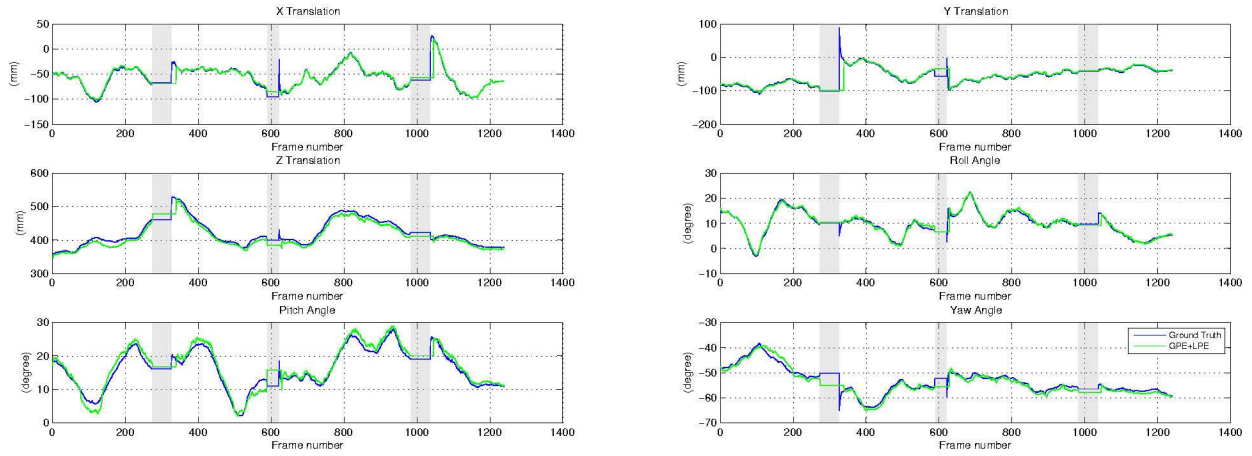 X Translation
50
0
−50
−100
−150
(mm)
0 200 400 600 800 1000 1200 1400
Frame number
Y Translation
100
0
−100
−200
(mm)
0 200 400 600 800 1000 1200 1400
Frame number
Z Translation
600
500
400
300
(mm)
0 200 400 600 800 1000 1200 1400
Frame number
Roll Angle
30
20
10
0
−10
(degree)
0 200 400 600 800 1000 1200 1400
Frame number
Pitch Angle
30
20
10
0
(degree)
0 200 400 600 800 1000 1200 1400
Frame number
Yaw Angle
−30
−40
−50
−60
−70
(degree)
Ground Truth
GPE+LPE
0 200 400 600 800 1000 1200 1400
Frame number